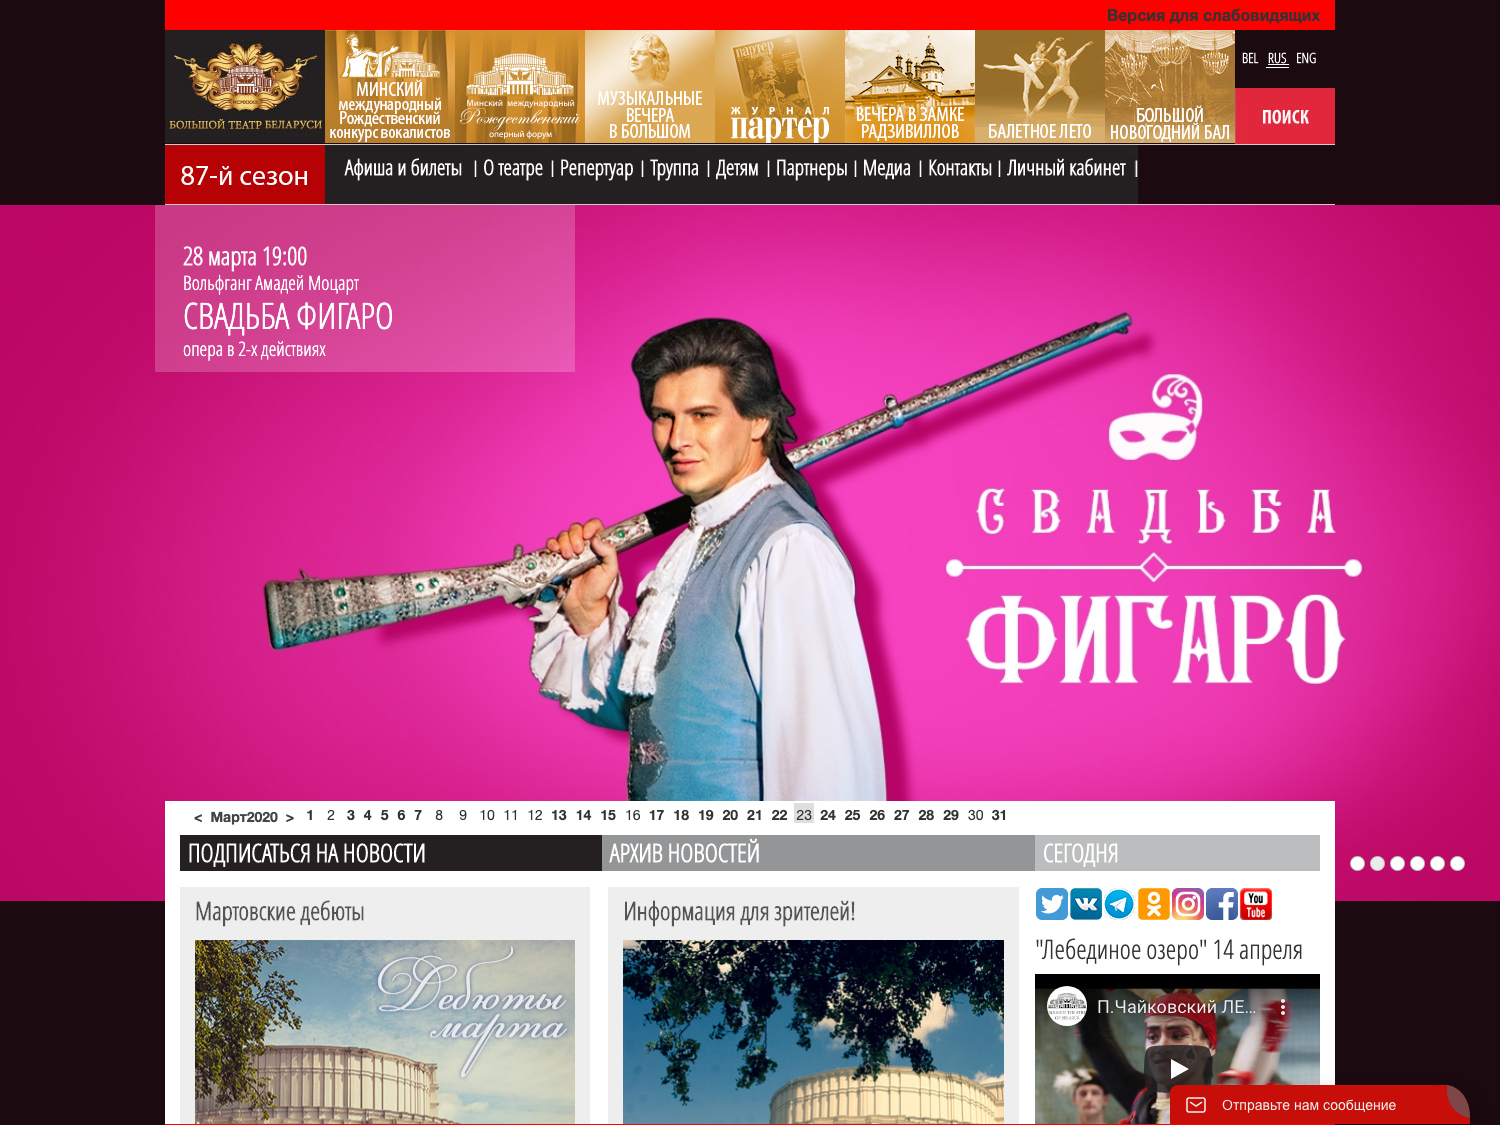 Версия для слабовидящих
БОЛЬШОЙ ТЕАТР БЕЛАРУСИ
МИНСКИЙ
международный
Рождественский
конкурс вокалистов
Минский международный
Рождественский
оперный форум
МУЗЫКАЛЬНЫЕ
ВЕЧЕРА
В БОЛЬШОМ
ЖУРНАЛ
партер
ВЕЧЕРА В ЗАМКЕ
РАДЗИВИЛЛОВ
БАЛЕТНОЕ ЛЕТО
БОЛЬШОЙ
НОВОГОДНИЙ БАЛ
BEL RUS ENG
ПОИСК
87-й сезон
Афиша и билеты | О театре | Репертуар | Труппа | Детям | Партнеры | Медиа | Контакты | Личный кабинет |
28 марта 19:00
Вольфганг Амадей Моцарт
СВАДЬБА ФИГАРО
опера в 2-х действиях
СВАДЬБА
ФИГАРО
< Март2020 > 1 2 3 4 5 6 7 8 9 10 11 12 13 14 15 16 17 18 19 20 21 22 23 24 25 26 27 28 29 30 31
ПОДПИСАТЬСЯ НА НОВОСТИ
АРХИВ НОВОСТЕЙ
СЕГОДНЯ
Мартовские дебюты
Дебюты
марта
Информация для зрителей!
You
Tube
"Лебединое озеро" 14 апреля
П.Чайковский ЛЕ...
Отправьте нам сообщение